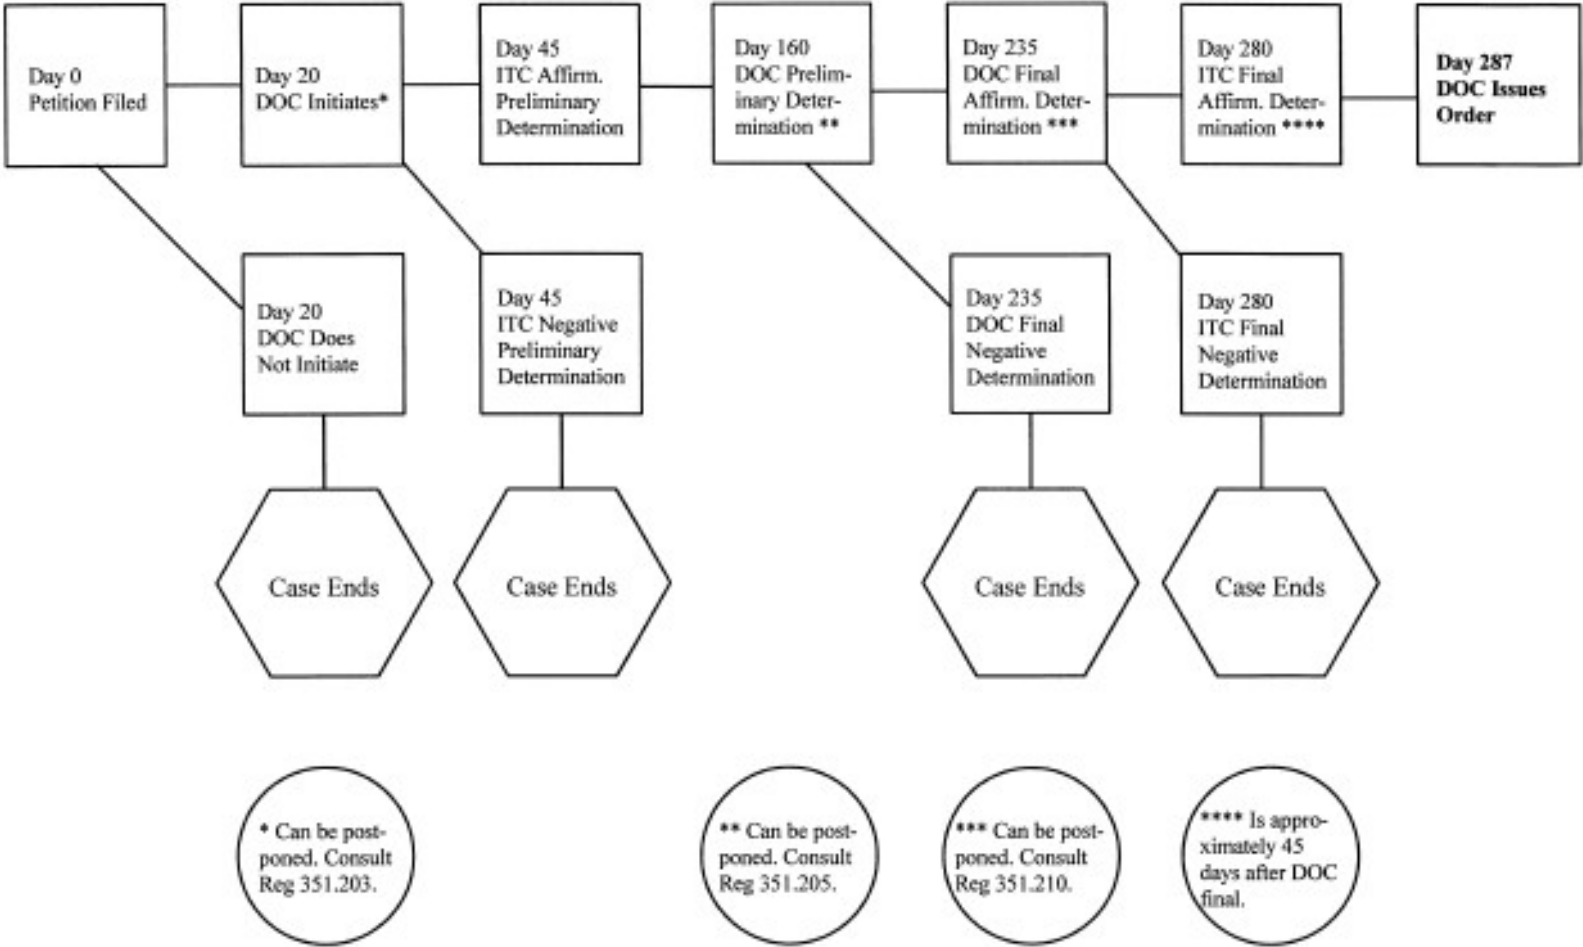 Day 0
Petition Filed
Day 20
DOC Initiates*
Day 45
ITC Affirm.
Preliminary
Determination
Day 160
DOC Prelim-
inary Deter-
mination **
Day 235
DOC Final
Affirm. Deter-
mination ***
Day 280
ITC Final
Affirm. Deter-
mination ****
Day 287
DOC Issues
Order
Day 20
DOC Does
Not Initiate
Day 45
ITC Negative
Preliminary
Determination
Day 235
DOC Final
Negative
Determination
Day 280
ITC Final
Negative
Determination
Case Ends
Case Ends
Case Ends
Case Ends
* Can be post-
poned. Consult
Reg 351.203.
** Can be post-
poned. Consult
Reg 351.205.
*** Can be post-
poned. Consult
Reg 351.210.
**** Is appro-
ximately 45
days after DOC
final.